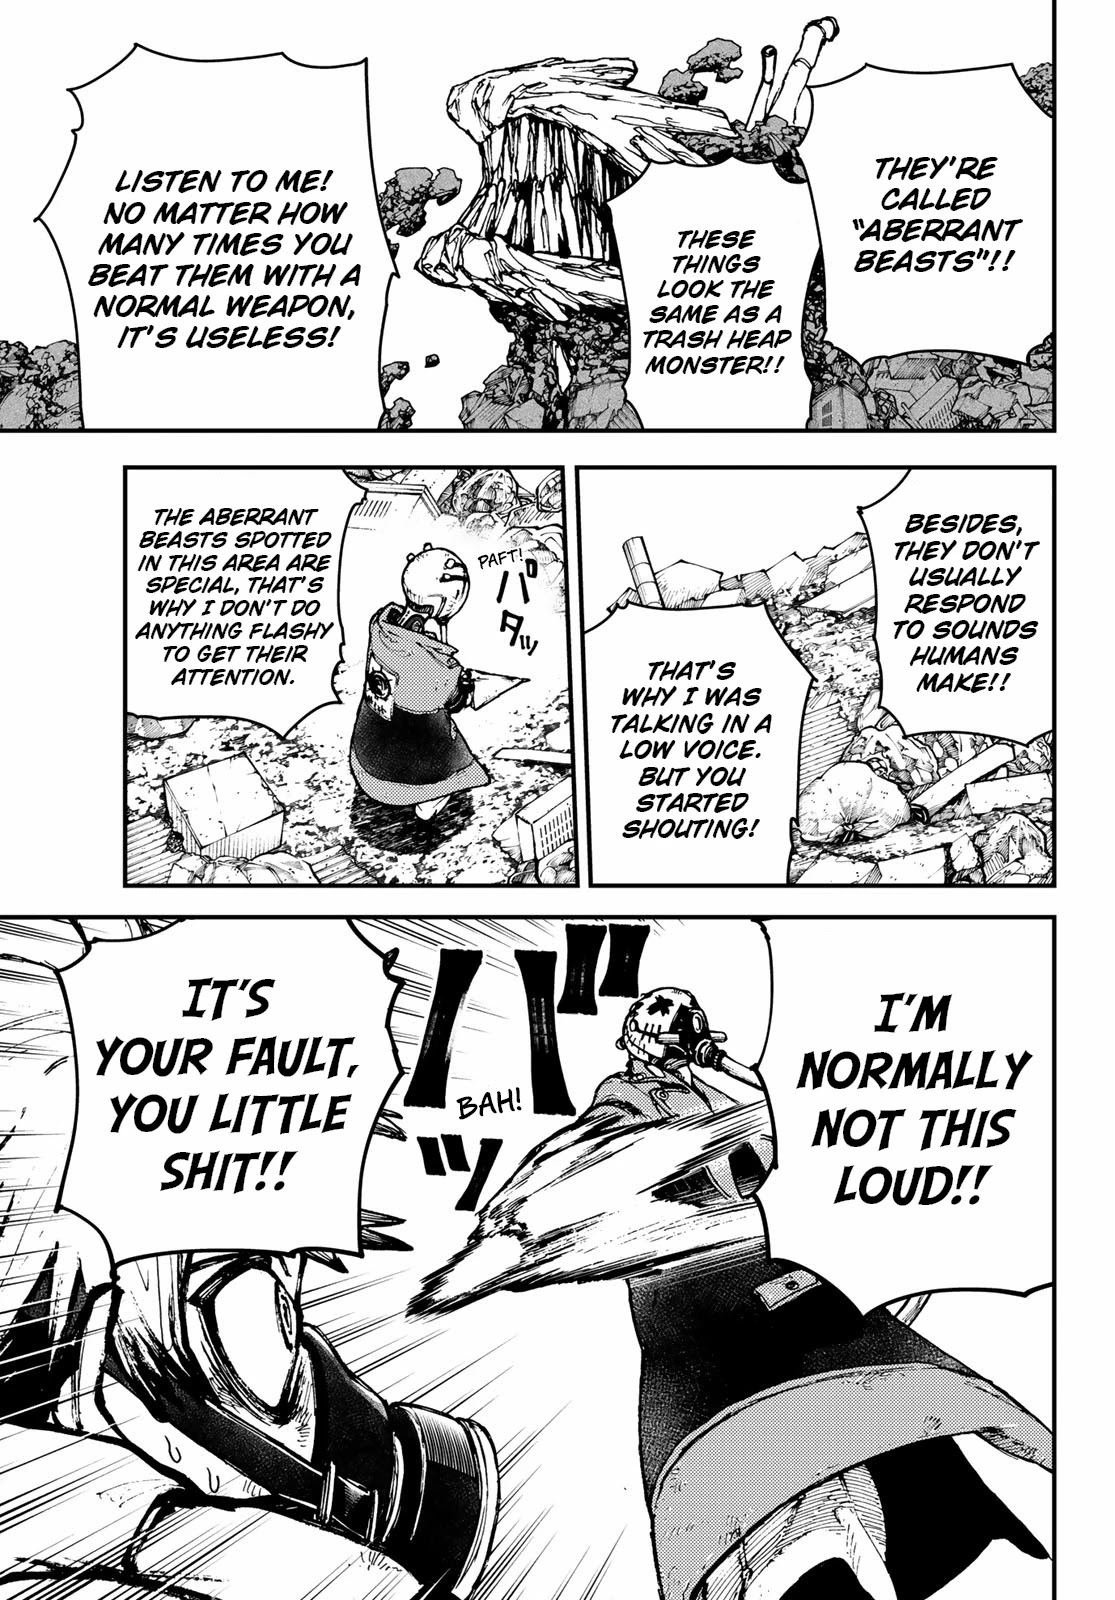 THEY'RE
CALLED
"ABERRANT
BEASTS"!!
THESE
THINGS
LOOK THE
SAME AS A
TRASH HEAP
MONSTER!!
LISTEN TO ME!
NO MATTER HOW
MANY TIMES YOU
BEAT THEM WITH A
NORMAL WEAPON,
IT'S USELESS!
BESIDES,
THEY DON'T
USUALLY
RESPOND
TO SOUNDS
HUMANS
MAKE!!
THAT'S
WHY I WAS
TALKING IN A
LOW VOICE.
BUT YOU
STARTED
SHOUTING!
PAFT!
パタッ
THE ABERRANT
BEASTS SPOTTED
IN THIS AREA ARE
SPECIAL, THAT'S
WHY I DON'T DO
ANYTHING FLASHY
TO GET THEIR
ATTENTION.
I'M
NORMALLY
NOT THIS
LOUD!!
ババッ
BAH!
IT'S
YOUR FAULT,
YOU LITTLE
SHIT!!